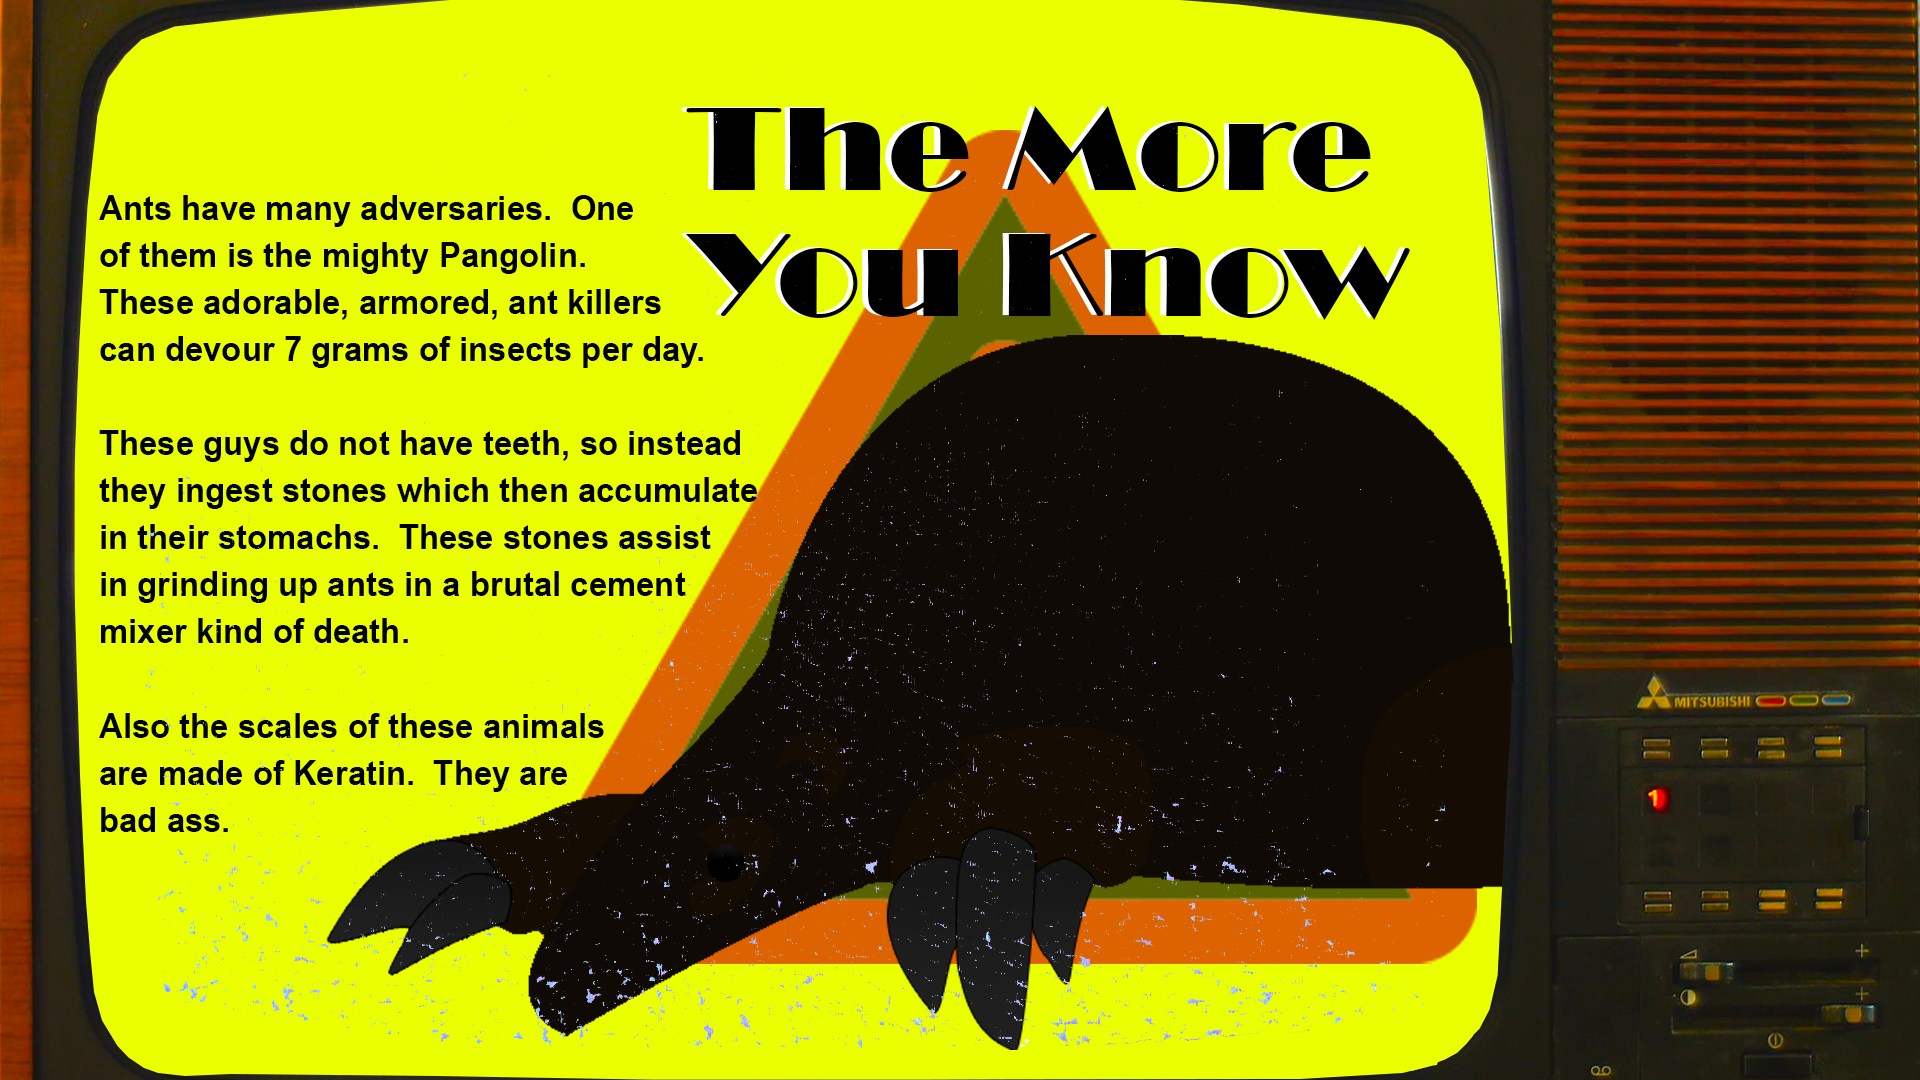 The More
You Know
Ants have many adversaries.  One
of them is the mighty Pangolin.
These adorable, armored, ant killers
can devour 7 grams of insects per day.
These guys do not have teeth, so instead
they ingest stones which then accumulate
in their stomachs.  These stones assist
in grinding up ants in a brutal cement
mixer kind of death.
Also the scales of these animals
are made of Keratin.  They are
bad ass.
MITSUBISHI
1